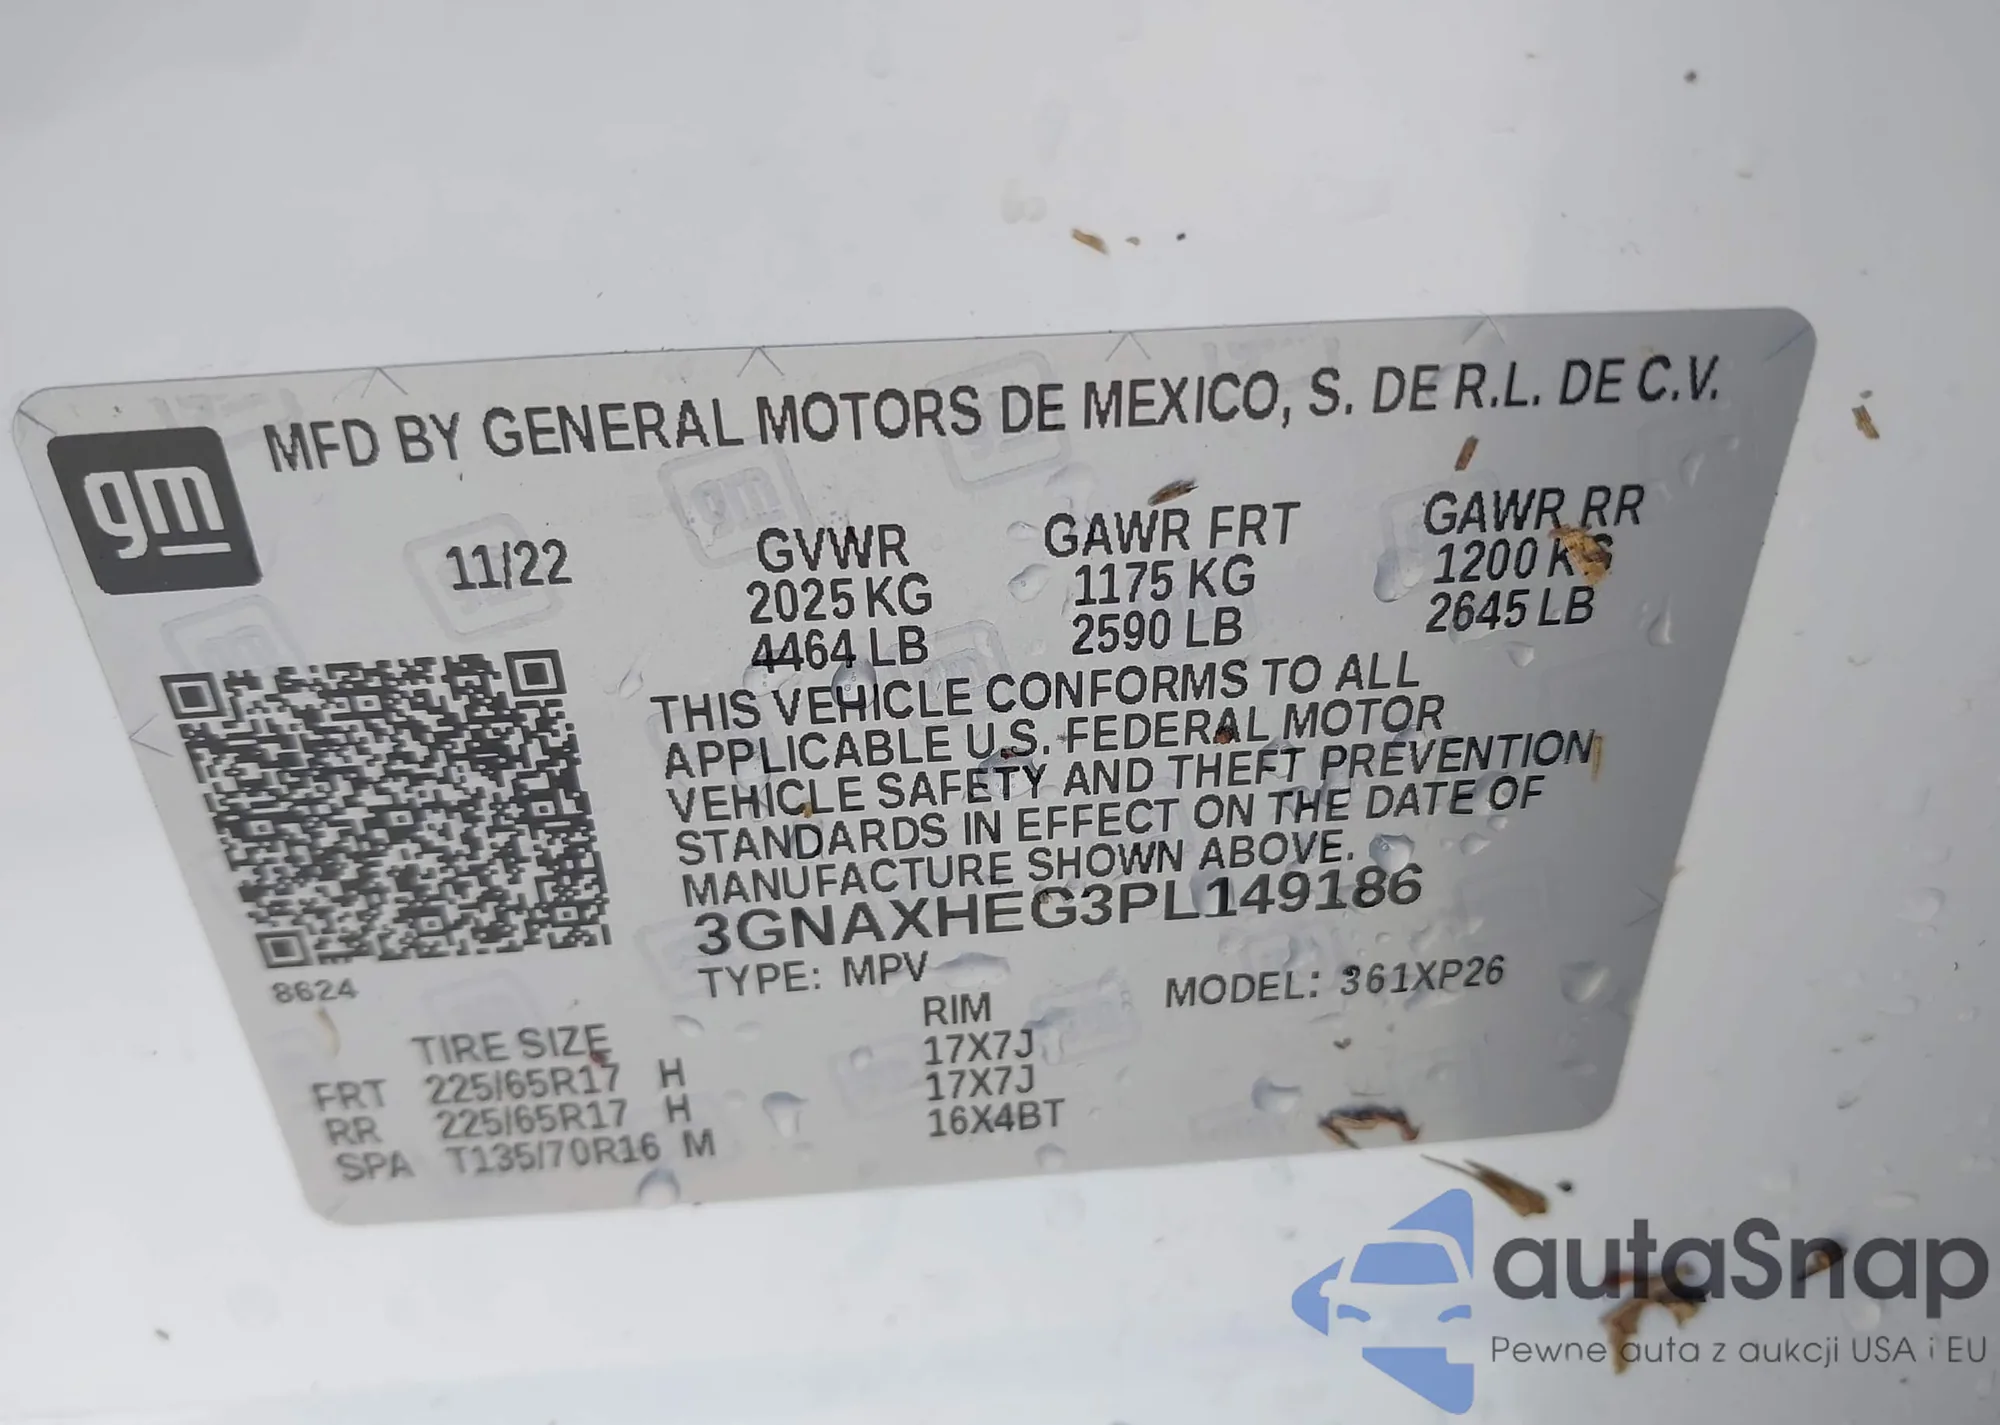 MFD BY GENERAL MOTORS DE MEXICO, S. DE R.L. DE C.V.
gm
11/22
GVWR GAWR FRT GAWR RR
2025 KG 1175 KG 1200 KG
4464 LB 2590 LB 2645 LB
THIS VEHICLE CONFORMS TO ALL
APPLICABLE U.S. FEDERAL MOTOR
VEHICLE SAFETY AND THEFT PREVENTION
STANDARDS IN EFFECT ON THE DATE OF
MANUFACTURE SHOWN ABOVE.
3GNAXHEG3PL149186
TYPE: MPV MODEL: 361XP26
8624
TIRE SIZE RIM
FRT 225/65R17 H 17X7J
RR 225/65R17 H 17X7J
SPA T135/70R16 M 16X4BT
autaSnap
Pewne auta z aukcji USA i EU